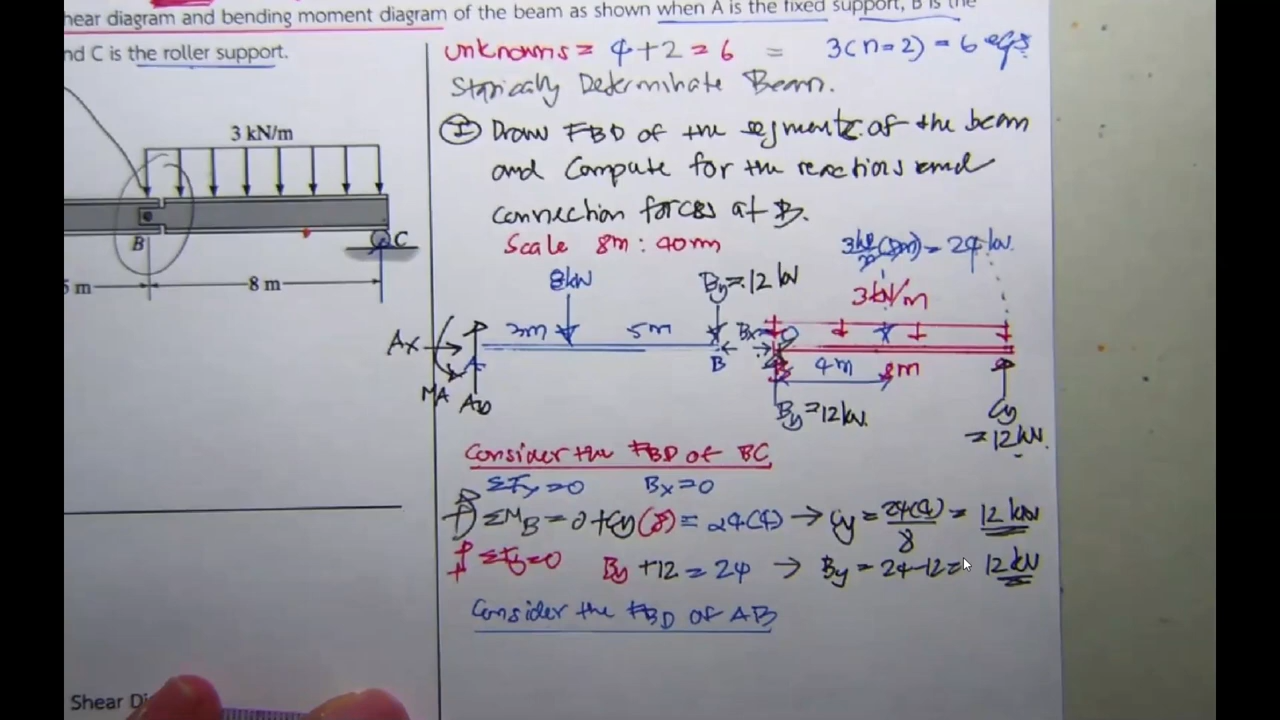 hear diagram and bending moment diagram of the beam as shown when A is the fixed support, B is the
nd C is the roller support.
3 kN/m
B
C
5 m
8 m
Shear Di
unknowns = 4 + 2 = 6 = 3(n=2) = 6 eqs.
Statically Determinate Beam.
I Draw FBD of the segments of the beam
and Compute for the reactions and
connection forces at B.
Scale 8m : 40m
3kN/m(8m) = 24 kN
8kN
By = 12 kN
3kN/m
3m
5m
Bx = 0
Ax
A
B
B
4m
8m
MA
Ay
By = 12 kN
Cy
= 12 kN
Consider the FBD of BC
ΣFx=0 Bx=0
+ ΣMB = 0 + Cy(8) = 24(4) → Cy = 24(4)/8 = 12 kN
+ ΣFy=0 By + 12 = 24 → By = 24-12 = 12 kN
Consider the FBD of AB